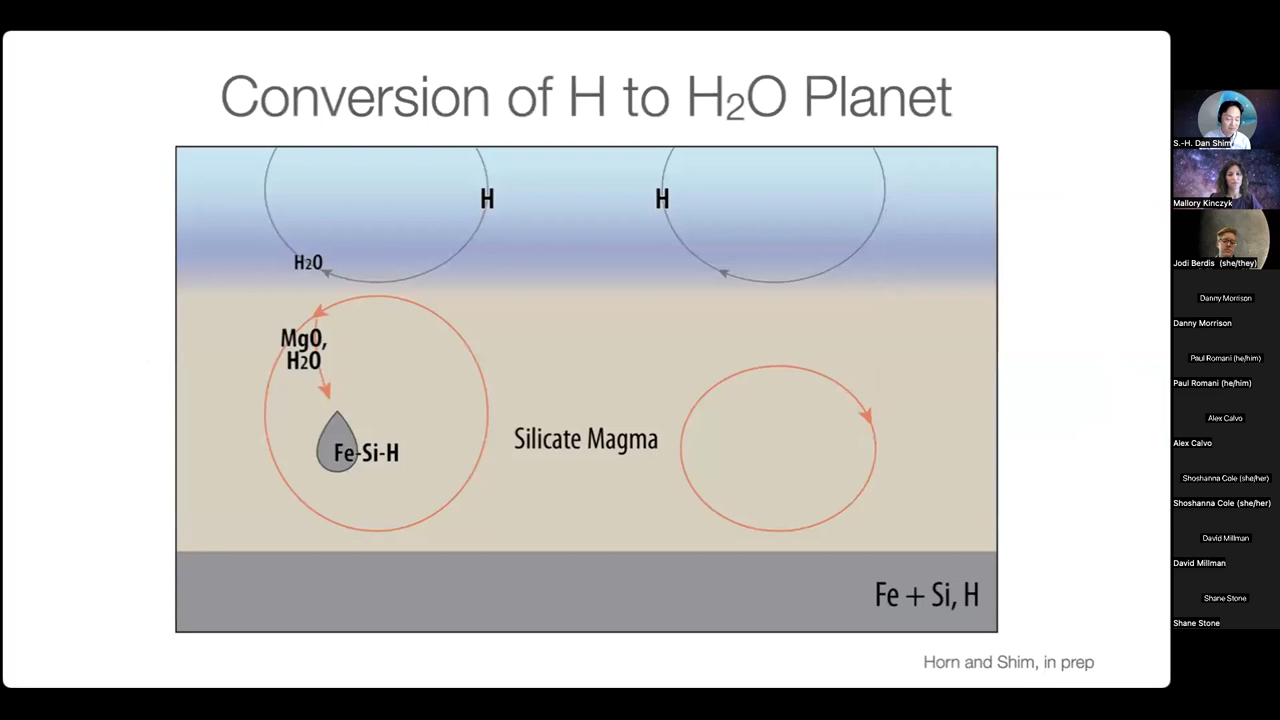 Conversion of H to H₂O Planet
H
H
H₂O
MgO,
H₂O
Fe-Si-H
Silicate Magma
Fe + Si, H
Horn and Shim, in prep
S.-H. Dan Shim
Mallory Kinczyk
Jodi Berdis (she/they)
Danny Morrison
Danny Morrison
Paul Romani (he/him)
Paul Romani (he/him)
Alex Calvo
Alex Calvo
Shoshanna Cole (she/her)
Shoshanna Cole (she/her)
David Millman
David Millman
Shane Stone
Shane Stone